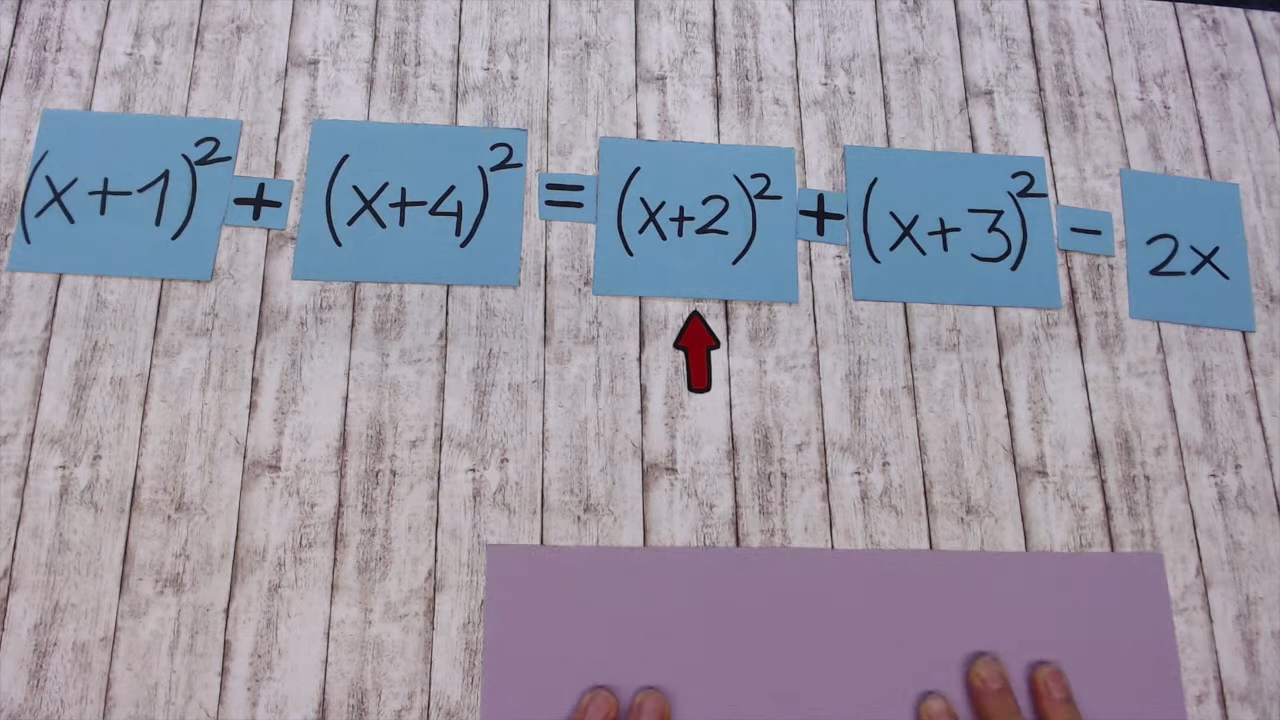 (x+1)² + (x+4)² = (x+2)² + (x+3)² - 2x